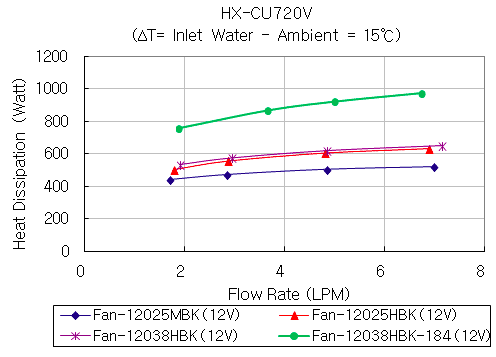 HX-CU720V
(ΔT= Inlet Water - Ambient = 15℃)
Heat Dissipation (Watt)
1200
1000
800
600
400
200
0
0 2 4 6 8
Flow Rate (LPM)
Fan-12025MBK(12V) Fan-12025HBK(12V)
Fan-12038HBK(12V) Fan-12038HBK-184(12V)